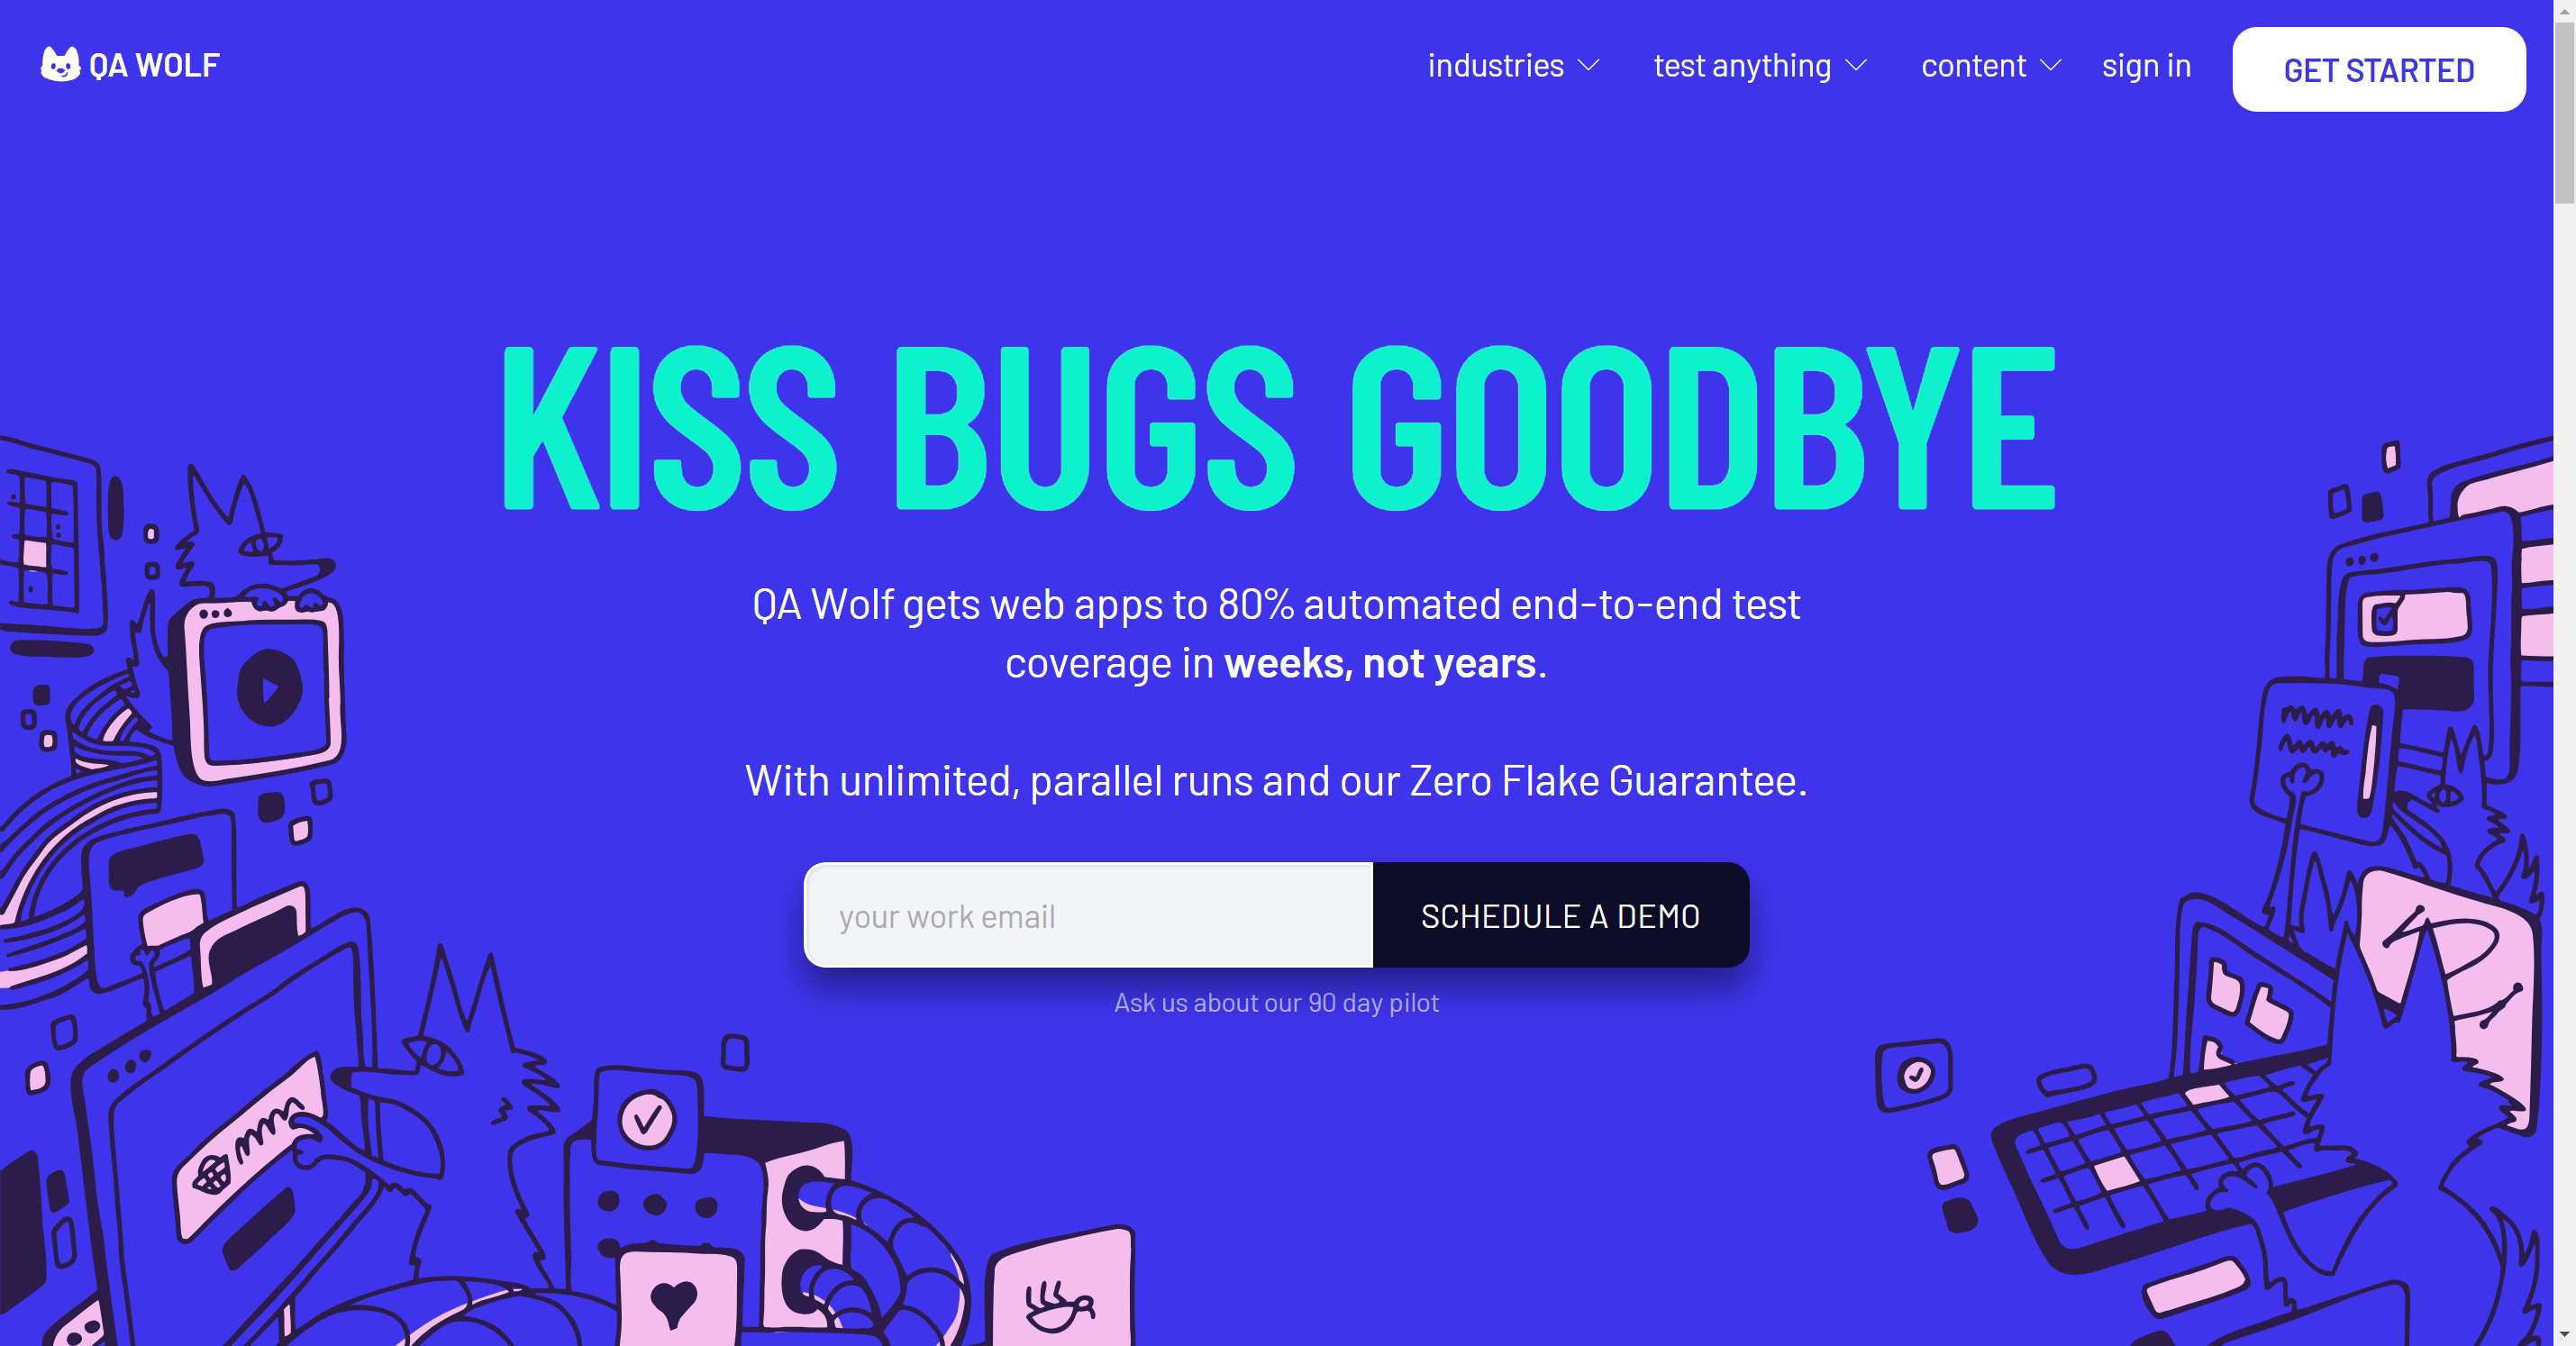 QA WOLF
industries
test anything
content
sign in
GET STARTED
KISS BUGS GOODBYE
QA Wolf gets web apps to 80% automated end-to-end test
coverage in weeks, not years.
With unlimited, parallel runs and our Zero Flake Guarantee.
your work email
SCHEDULE A DEMO
Ask us about our 90 day pilot